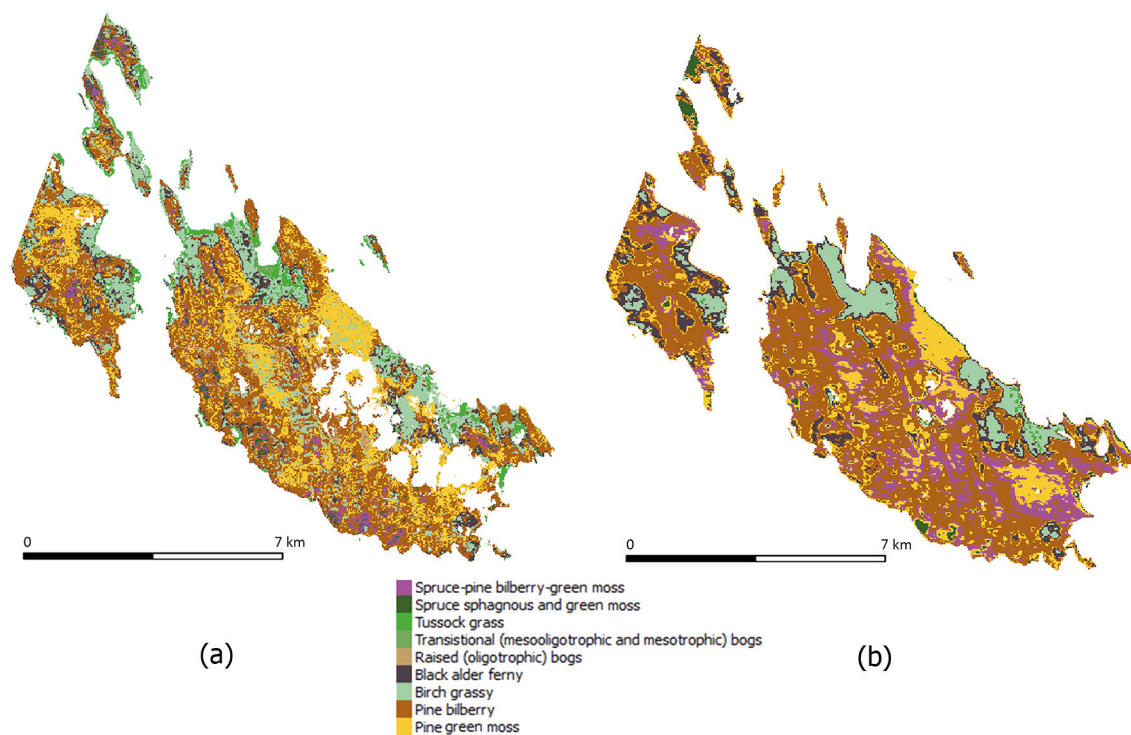 0 7 km
0 7 km
Spruce-pine bilberry-green moss
Spruce sphagnous and green moss
Tussock grass
Transistional (mesooligotrophic and mesotrophic) bogs
Raised (oligotrophic) bogs
Black alder ferny
Birch grassy
Pine bilberry
Pine green moss
(a)
(b)